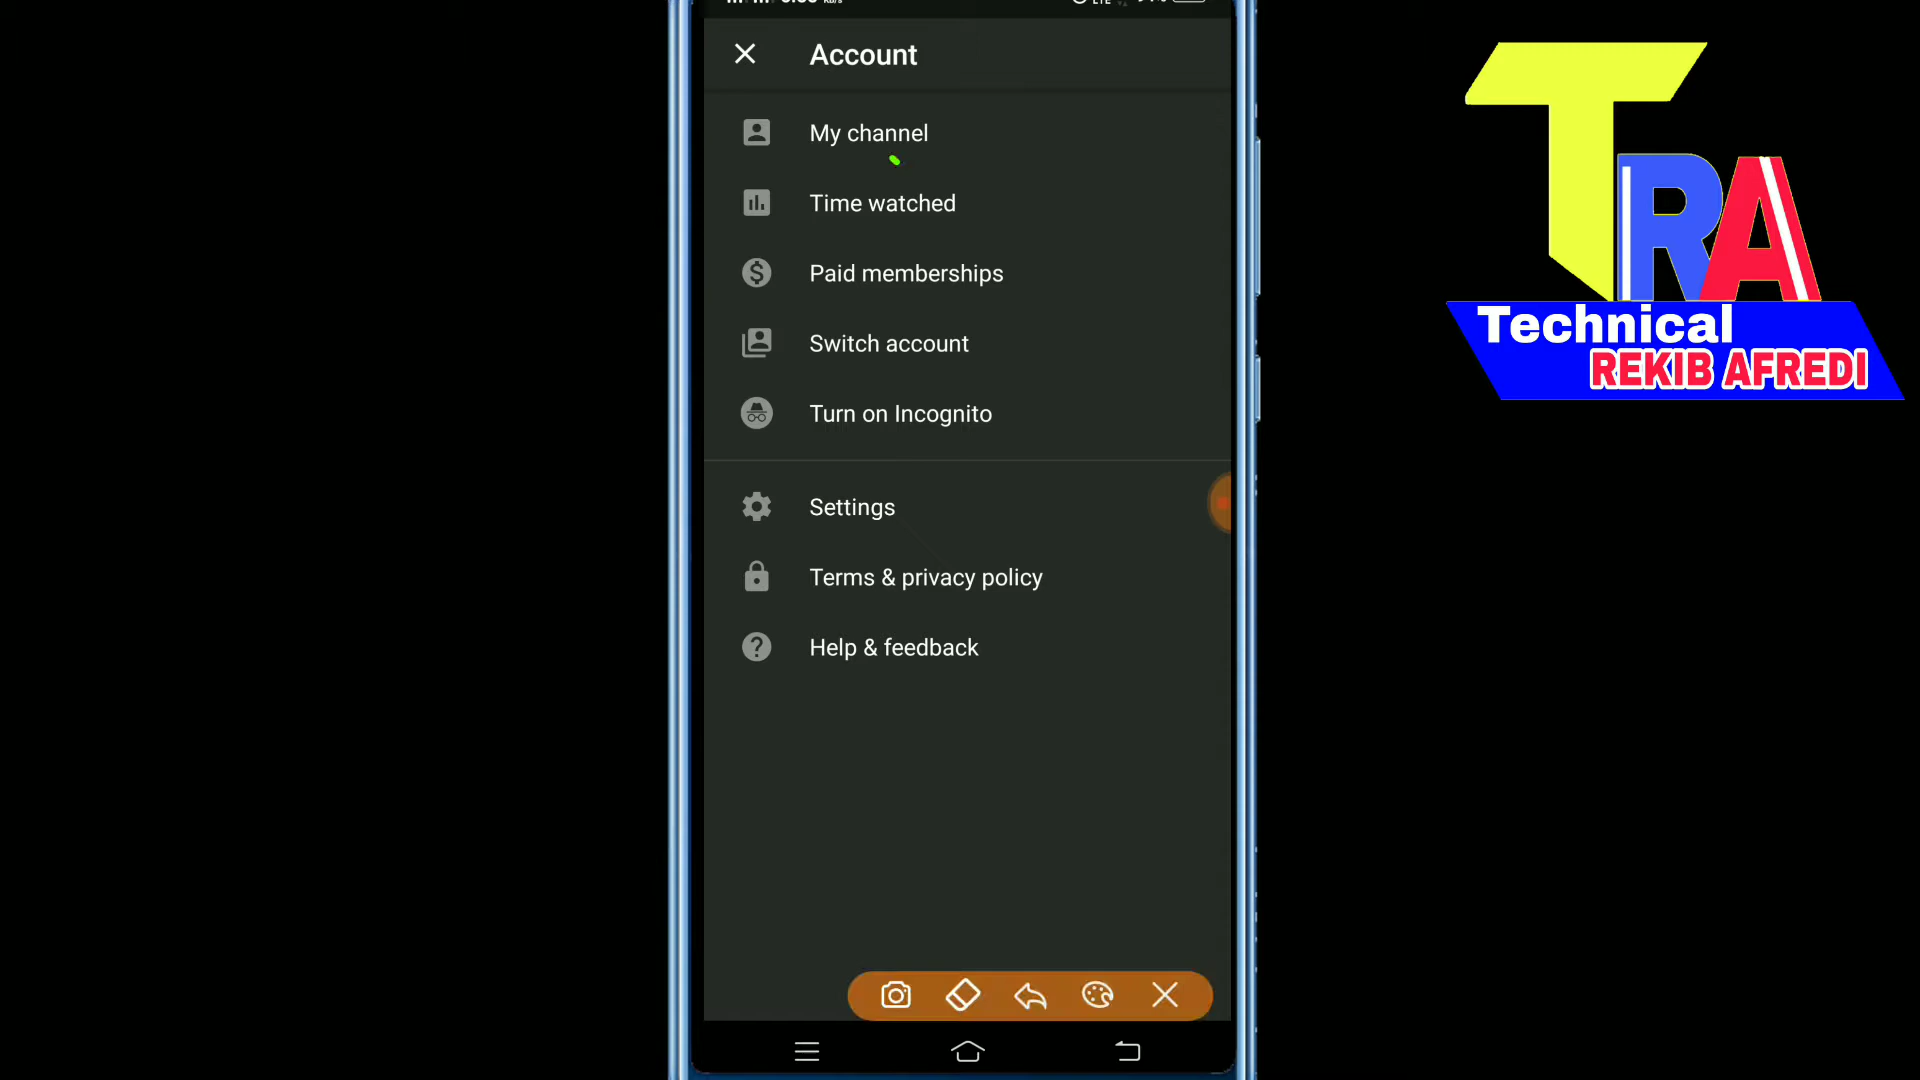 Account
My channel
Time watched
Paid memberships
Switch account
Turn on Incognito
Settings
Terms & privacy policy
Help & feedback
TRA
Technical
REKIB AFREDI